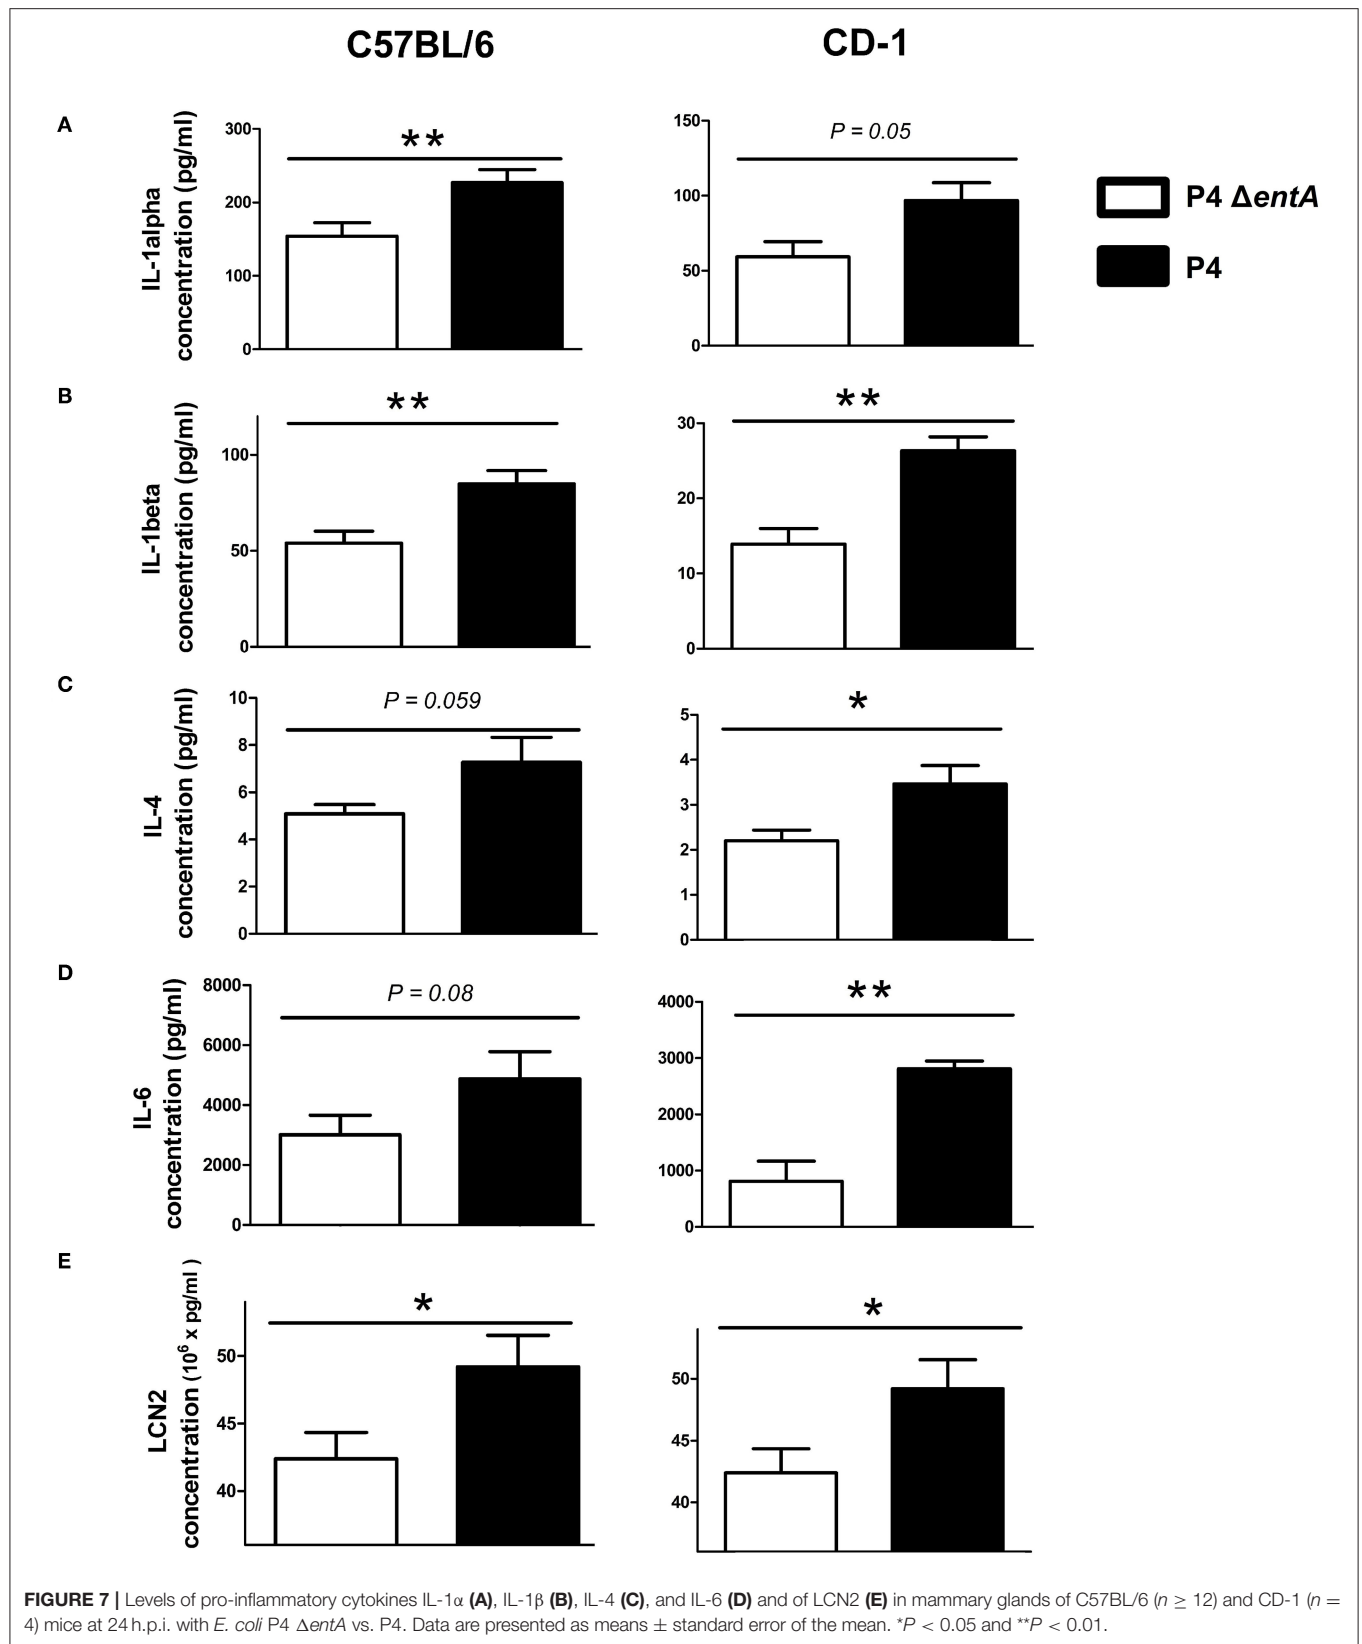 C57BL/6
CD-1
A
IL-1alpha
concentration (pg/ml)
300
200
100
0
**
150
100
50
0
P = 0.05
P4 ΔentA
P4
B
IL-1beta
concentration (pg/ml)
100
50
0
**
30
20
10
0
**
C
IL-4
concentration (pg/ml)
10
8
6
4
2
0
P = 0.059
5
4
3
2
1
0
*
D
IL-6
concentration (pg/ml)
8000
6000
4000
2000
0
P = 0.08
4000
3000
2000
1000
0
**
E
LCN2
concentration (10⁶ x pg/ml )
50
45
40
*
50
45
40
*
FIGURE 7 | Levels of pro-inflammatory cytokines IL-1α (A), IL-1β (B), IL-4 (C), and IL-6 (D) and of LCN2 (E) in mammary glands of C57BL/6 (n ≥ 12) and CD-1 (n =
4) mice at 24 h.p.i. with E. coli P4 ΔentA vs. P4. Data are presented as means ± standard error of the mean. *P < 0.05 and **P < 0.01.